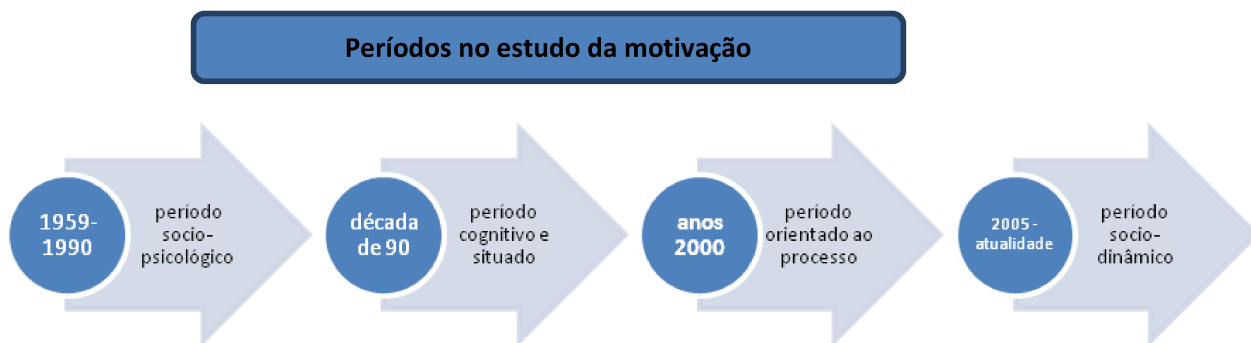 Períodos no estudo da motivação
1959-
1990
período
socio-
psicológico
década
de 90
período
cognitivo e
situado
anos
2000
período
orientado ao
processo
2005 -
atualidade
período
socio-
dinâmico